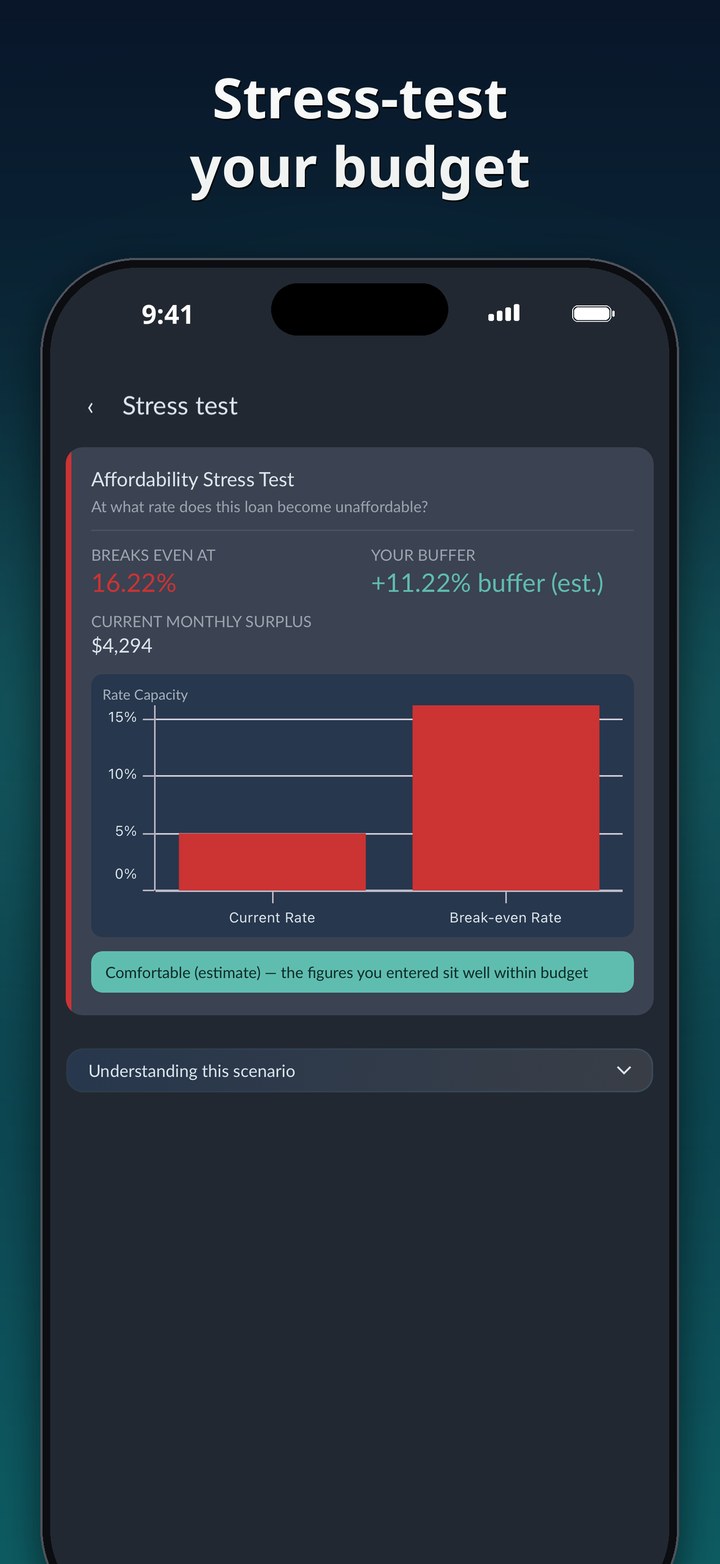 Stress-test
your budget
9:41
‹ Stress test
Affordability Stress Test
At what rate does this loan become unaffordable?
BREAKS EVEN AT
16.22%
YOUR BUFFER
+11.22% buffer (est.)
CURRENT MONTHLY SURPLUS
$4,294
Rate Capacity
15%
10%
5%
0%
Current Rate
Break-even Rate
Comfortable (estimate) — the figures you entered sit well within budget
Understanding this scenario